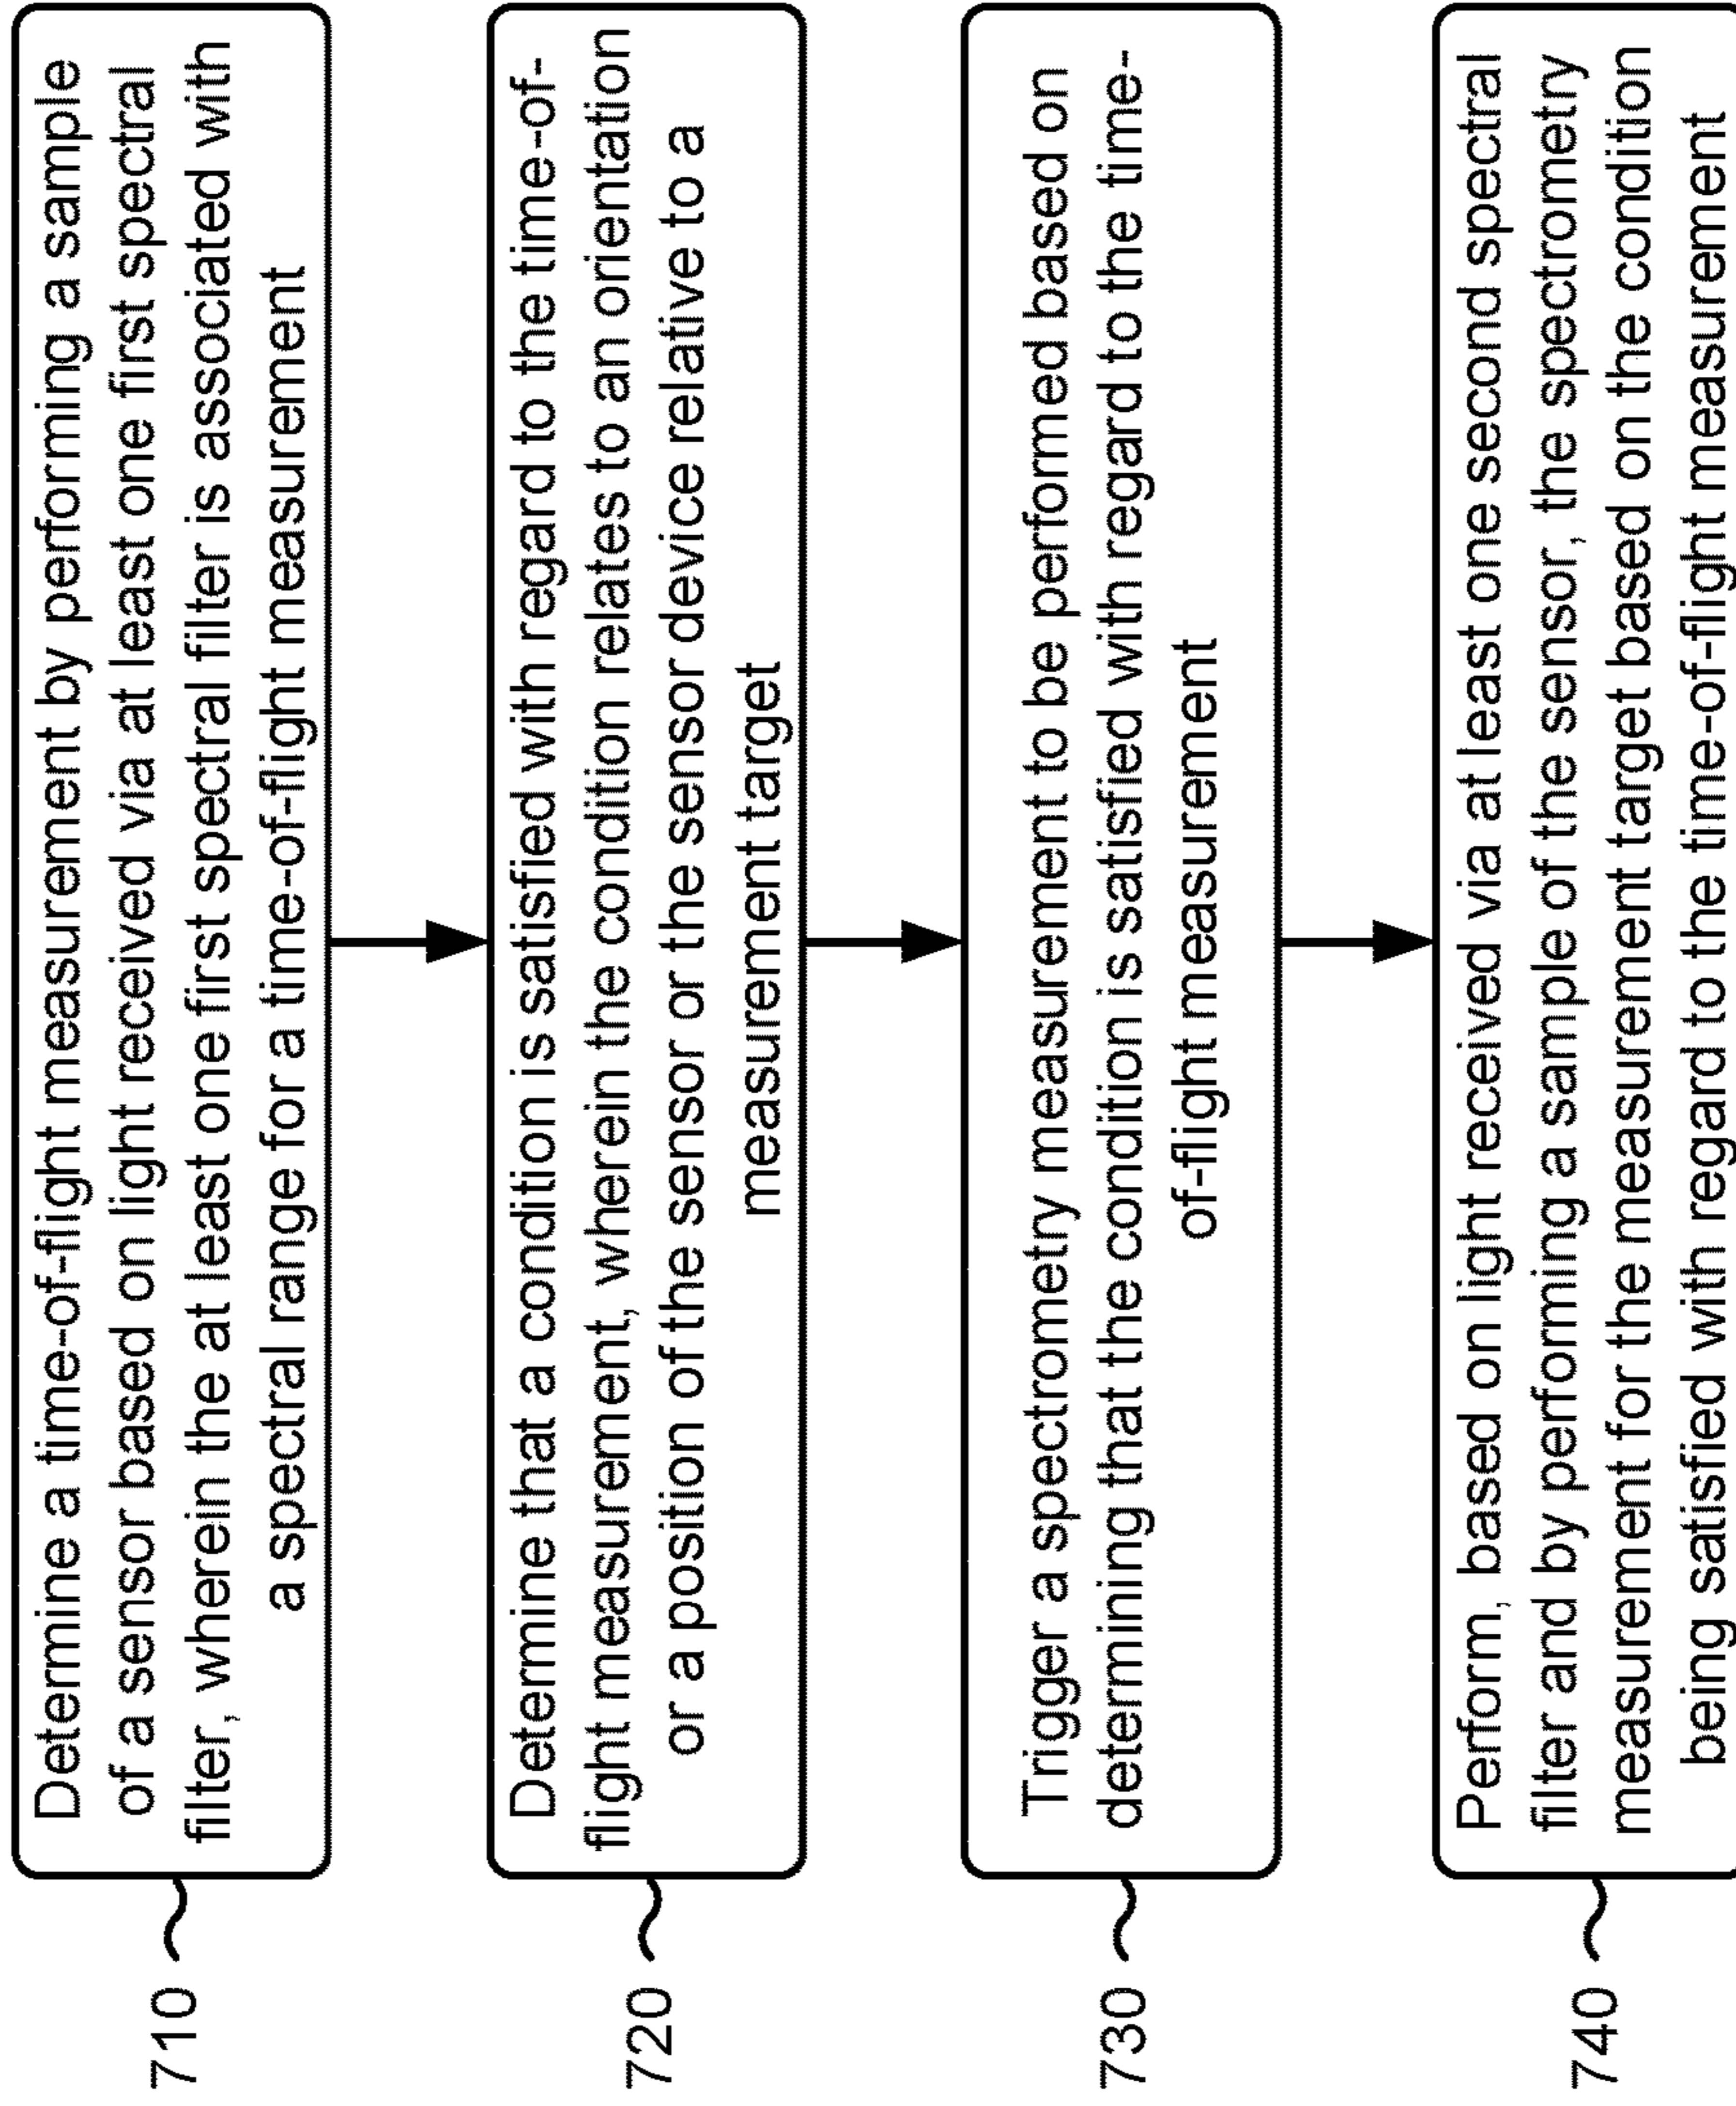 710
Determine a time-of-flight measurement by performing a sample
of a sensor based on light received via at least one first spectral
filter, wherein the at least one first spectral filter is associated with
a spectral range for a time-of-flight measurement
720
Determine that a condition is satisfied with regard to the time-of-
flight measurement, wherein the condition relates to an orientation
or a position of the sensor or the sensor device relative to a
measurement target
730
Trigger a spectrometry measurement to be performed based on
determining that the condition is satisfied with regard to the time-
of-flight measurement
740
Perform, based on light received via at least one second spectral
filter and by performing a sample of the sensor, the spectrometry
measurement for the measurement target based on the condition
being satisfied with regard to the time-of-flight measurement